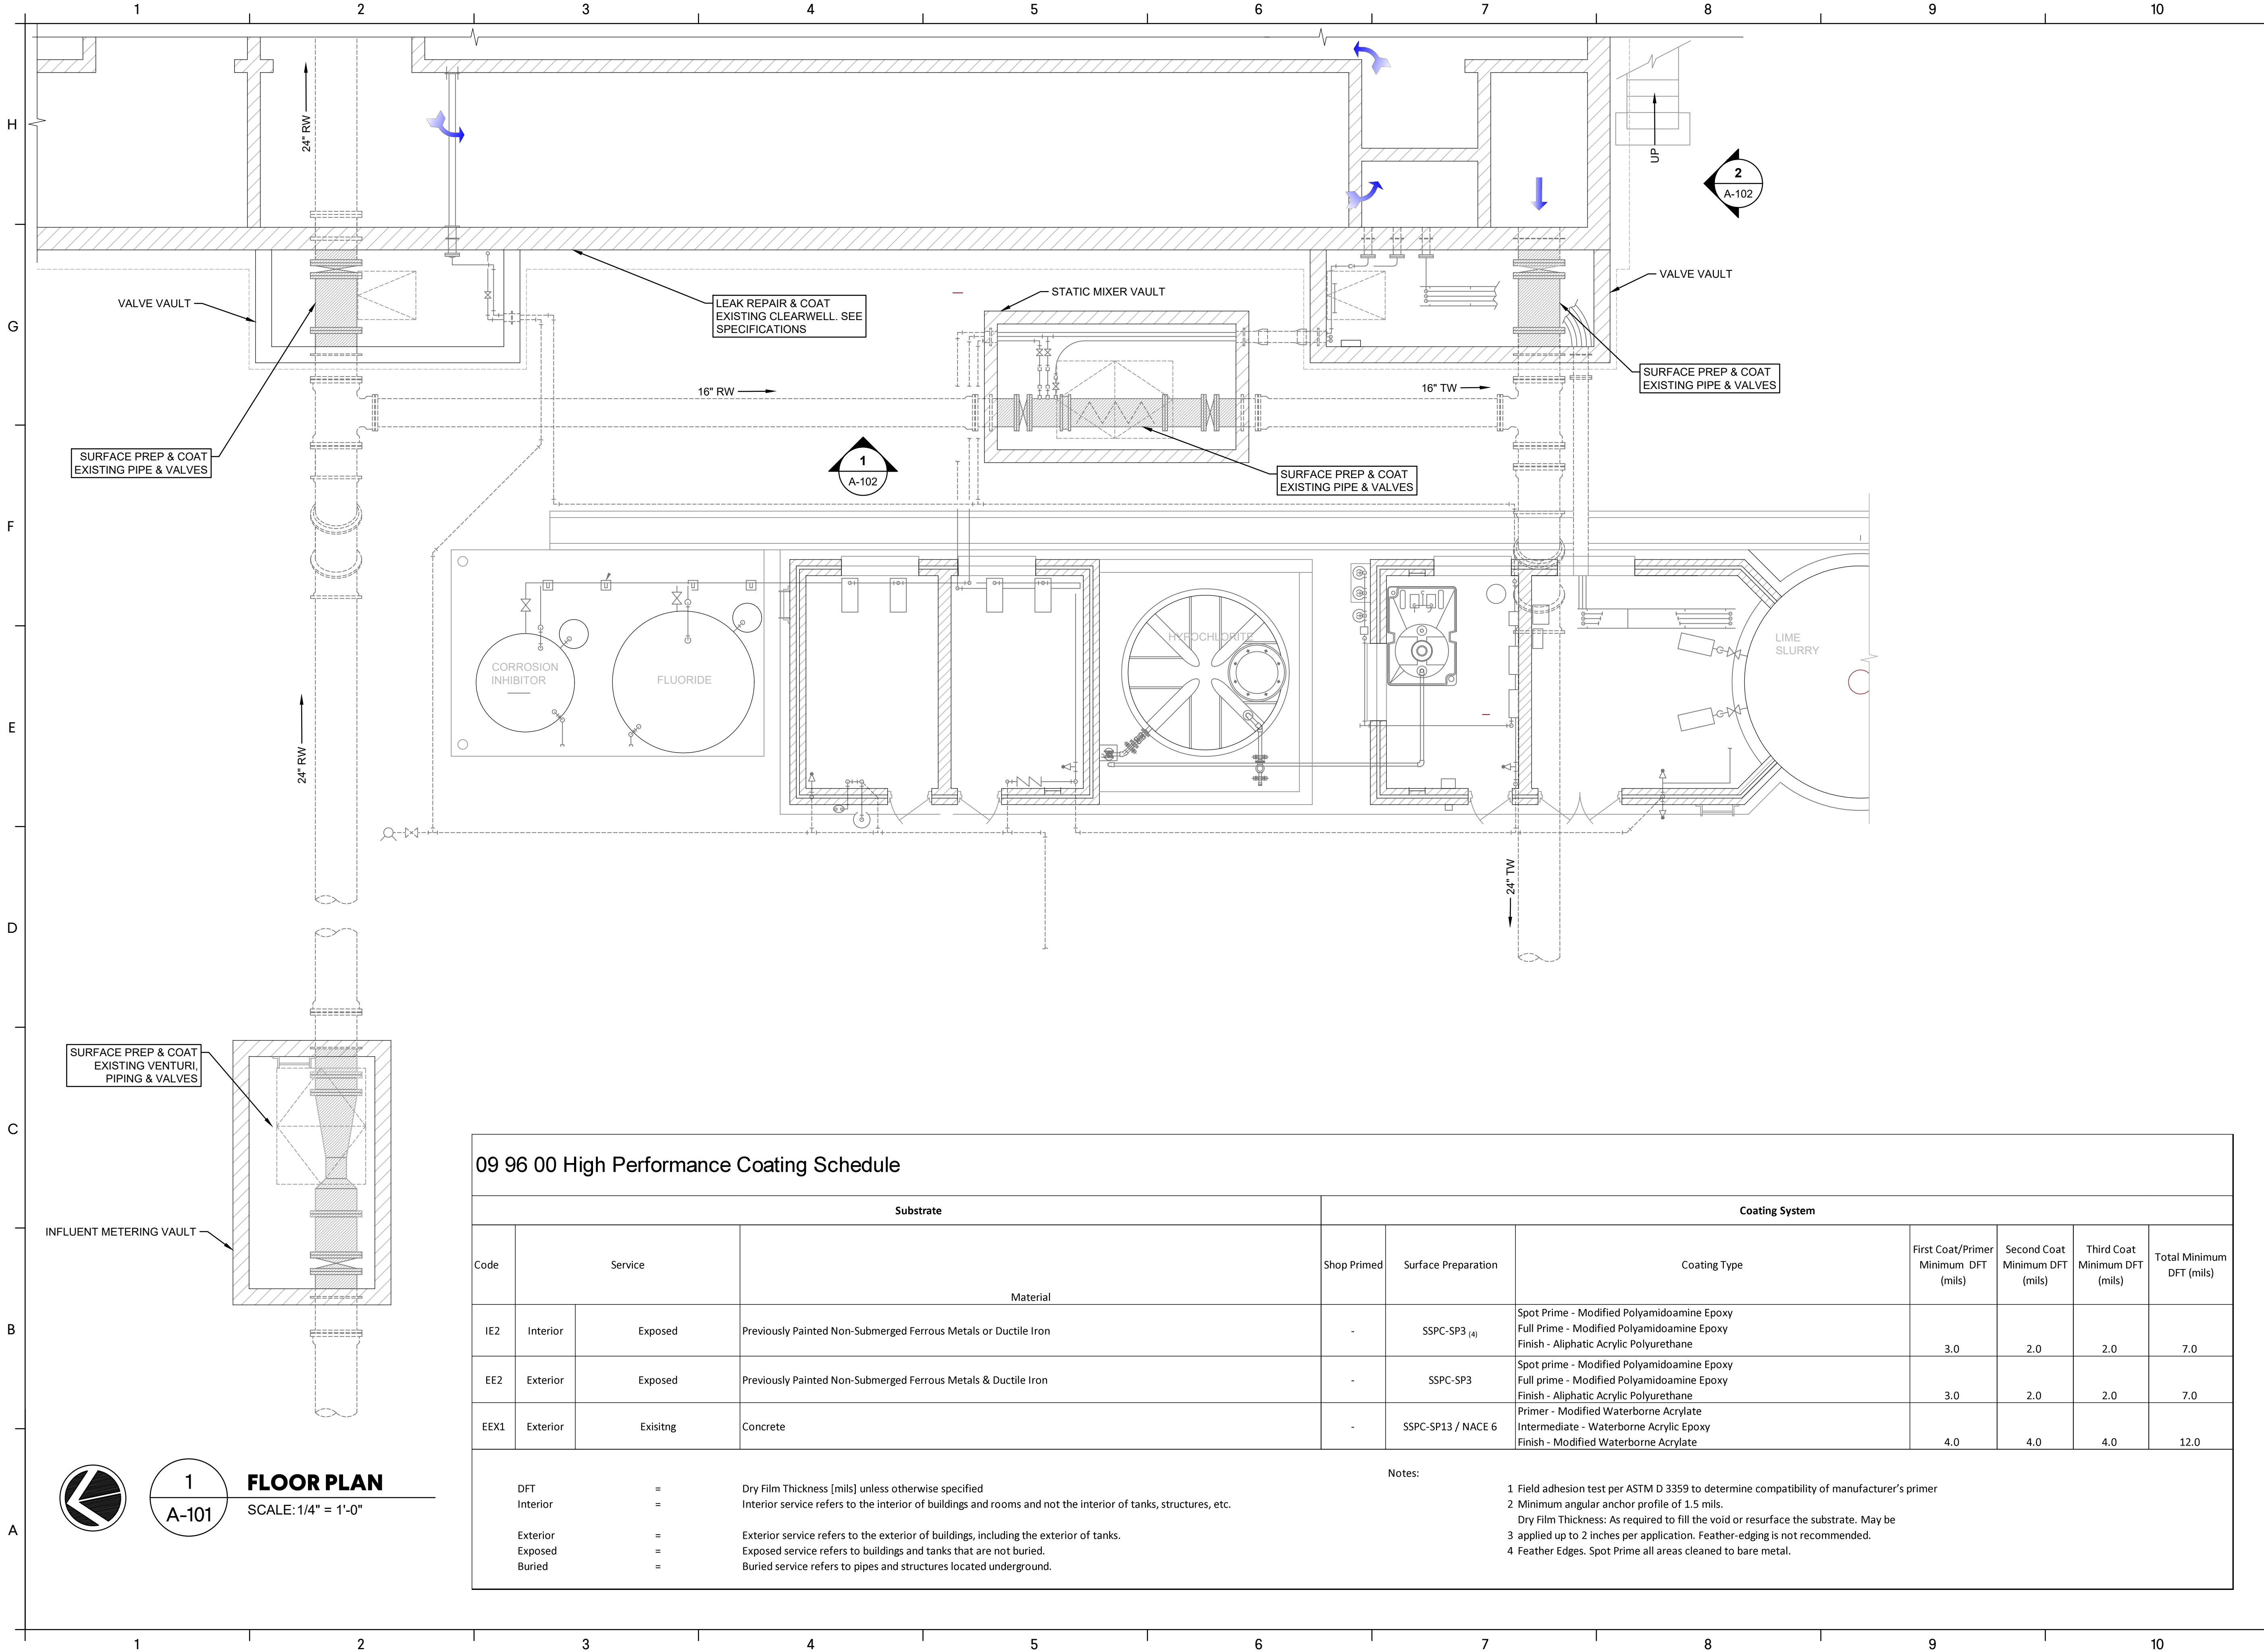 1 2 3 4 5 6 7 8 9 10
H
G
F
E
D
C
B
A
24" RW
UP
2
A-102
VALVE VAULT
LEAK REPAIR & COAT
EXISTING CLEARWELL. SEE
SPECIFICATIONS
STATIC MIXER VAULT
VALVE VAULT
SURFACE PREP & COAT
EXISTING PIPE & VALVES
16" RW
16" TW
SURFACE PREP & COAT
EXISTING PIPE & VALVES
1
A-102
SURFACE PREP & COAT
EXISTING PIPE & VALVES
CORROSION
INHIBITOR
FLUORIDE
HYPOCHLORITE
LIME
SLURRY
24" RW
24" TW
SURFACE PREP & COAT
EXISTING VENTURI,
PIPING & VALVES
INFLUENT METERING VAULT
09 96 00 High Performance Coating Schedule
Substrate Coating System
Code Service Material Shop Primed Surface Preparation Coating Type First Coat/Primer Minimum DFT (mils) Second Coat Minimum DFT (mils) Third Coat Minimum DFT (mils) Total Minimum DFT (mils)
Spot Prime - Modified Polyamidoamine Epoxy
IE2 Interior Exposed Previously Painted Non-Submerged Ferrous Metals or Ductile Iron - SSPC-SP3 (4) Full Prime - Modified Polyamidoamine Epoxy
Finish - Aliphatic Acrylic Polyurethane 3.0 2.0 2.0 7.0
Spot prime - Modified Polyamidoamine Epoxy
EE2 Exterior Exposed Previously Painted Non-Submerged Ferrous Metals & Ductile Iron - SSPC-SP3 Full prime - Modified Polyamidoamine Epoxy
Finish - Aliphatic Acrylic Polyurethane 3.0 2.0 2.0 7.0
Primer - Modified Waterborne Acrylate
EEX1 Exterior Exisitng Concrete - SSPC-SP13 / NACE 6 Intermediate - Waterborne Acrylic Epoxy
Finish - Modified Waterborne Acrylate 4.0 4.0 4.0 12.0
DFT = Dry Film Thickness [mils] unless otherwise specified
Interior = Interior service refers to the interior of buildings and rooms and not the interior of tanks, structures, etc.
Exterior = Exterior service refers to the exterior of buildings, including the exterior of tanks.
Exposed = Exposed service refers to buildings and tanks that are not buried.
Buried = Buried service refers to pipes and structures located underground.
Notes:
1 Field adhesion test per ASTM D 3359 to determine compatibility of manufacturer's primer
2 Minimum angular anchor profile of 1.5 mils.
Dry Film Thickness: As required to fill the void or resurface the substrate. May be
3 applied up to 2 inches per application. Feather-edging is not recommended.
4 Feather Edges. Spot Prime all areas cleaned to bare metal.
1
A-101
FLOOR PLAN
SCALE: 1/4" = 1'-0"
1 2 3 4 5 6 7 8 9 10